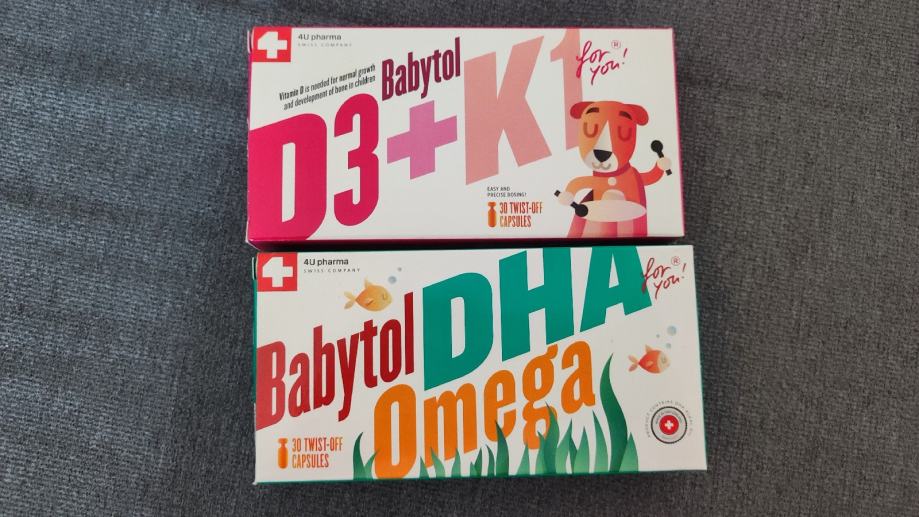 4U pharma
SWISS COMPANY
Vitamin D is needed for normal growth
and development of bone in children
Babytol
D3+K1
for
you!
®
EASY AND
PRECISE DOSING!
30 TWIST-OFF
CAPSULES
4U pharma
SWISS COMPANY
Babytol
DHA
Omega
for
you!
®
30 TWIST-OFF
CAPSULES